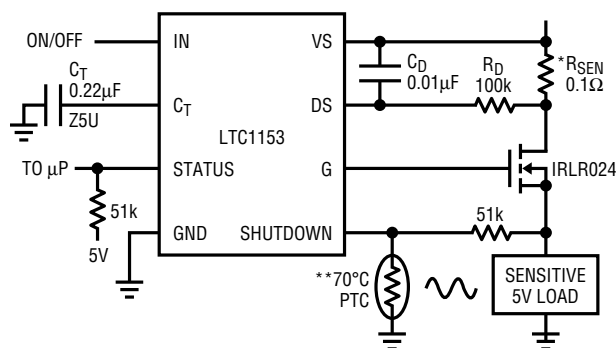 ON/OFF
IN
VS
C_T
0.22µF
Z5U
C_T
LTC1153
C_D
0.01µF
R_D
100k
*R_SEN
0.1Ω
DS
TO µP
STATUS
G
IRLR024
51k
5V
GND
SHUTDOWN
51k
**70°C
PTC
SENSITIVE
5V LOAD